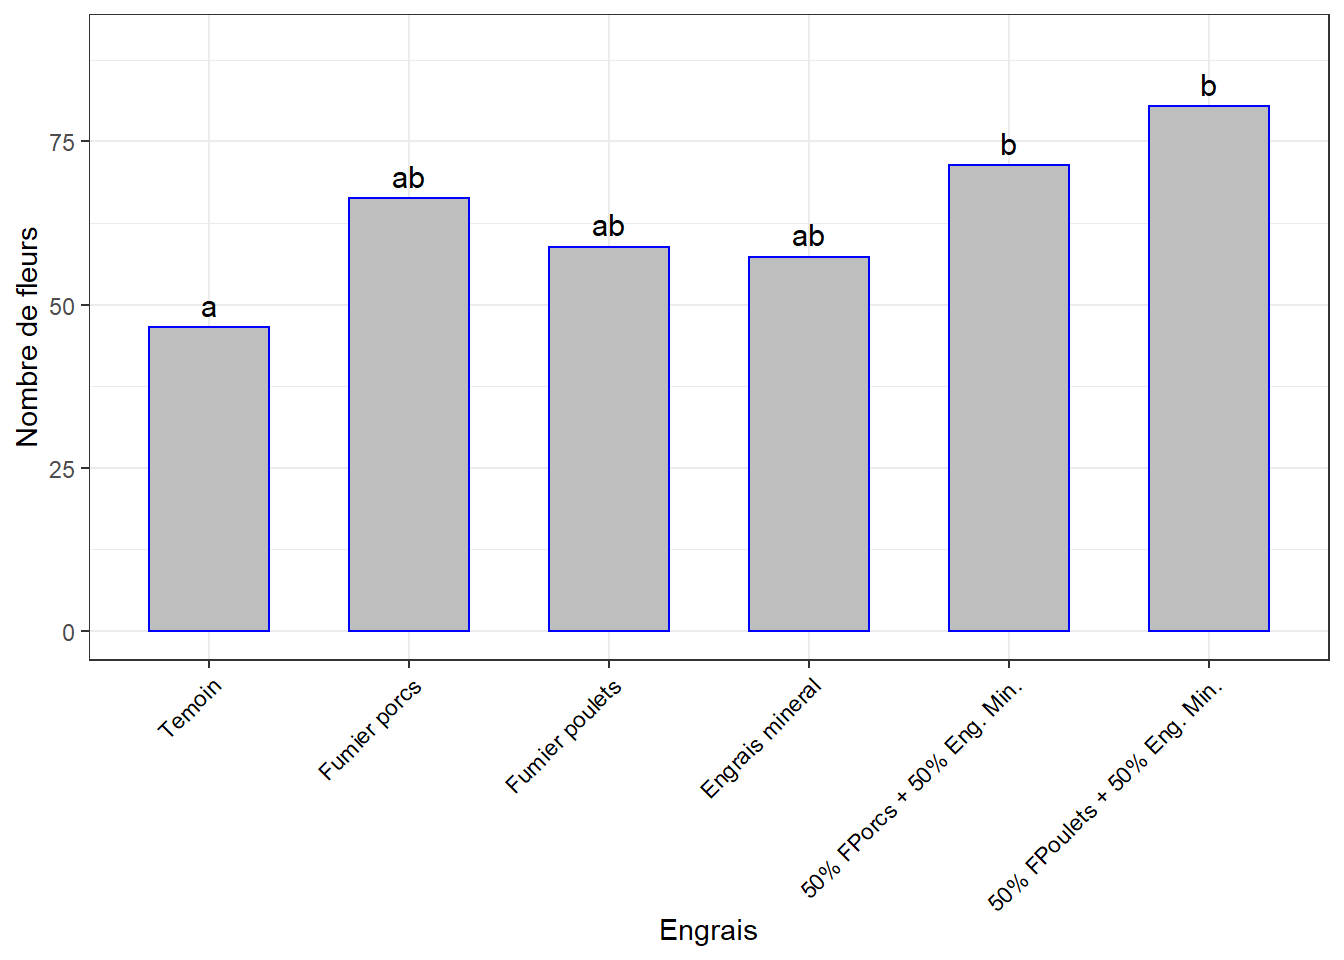 b
b
75
ab
ab
ab
a
50
25
0
Nombre de fleurs
Temoin
Fumier porcs
Fumier poulets
Engrais mineral
50% FPorcs + 50% Eng. Min.
50% FPoulets + 50% Eng. Min.
Engrais